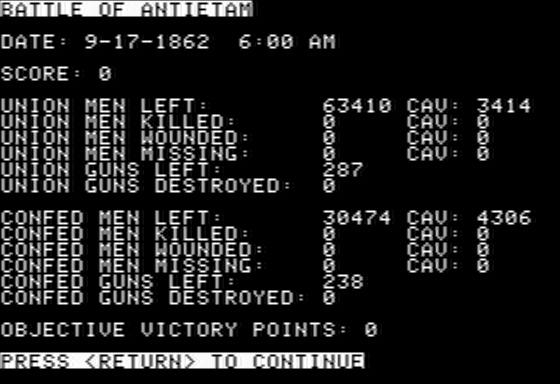 BATTLE OF ANTIETAM
DATE: 9-17-1862 6:00 AM
SCORE: 0
UNION MEN LEFT: 63410 CAV: 3414
UNION MEN KILLED: 0 CAV: 0
UNION MEN WOUNDED: 0 CAV: 0
UNION MEN MISSING: 0 CAV: 0
UNION GUNS LEFT: 287
UNION GUNS DESTROYED: 0
CONFED MEN LEFT: 30474 CAV: 4306
CONFED MEN KILLED: 0 CAV: 0
CONFED MEN WOUNDED: 0 CAV: 0
CONFED MEN MISSING: 0 CAV: 0
CONFED GUNS LEFT: 238
CONFED GUNS DESTROYED: 0
OBJECTIVE VICTORY POINTS: 0
PRESS <RETURN> TO CONTINUE